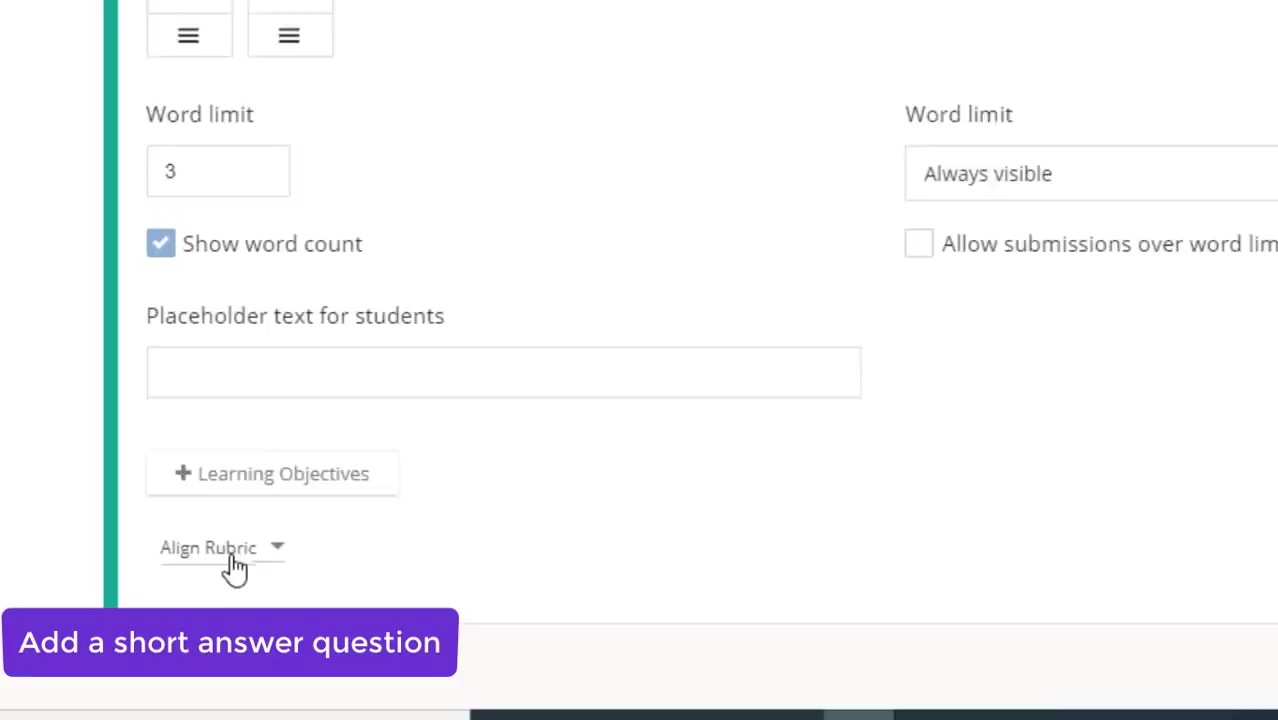 Word limit
Word limit
3
Always visible
Show word count
Allow submissions over word lim
Placeholder text for students
+ Learning Objectives
Align Rubric
Add a short answer question